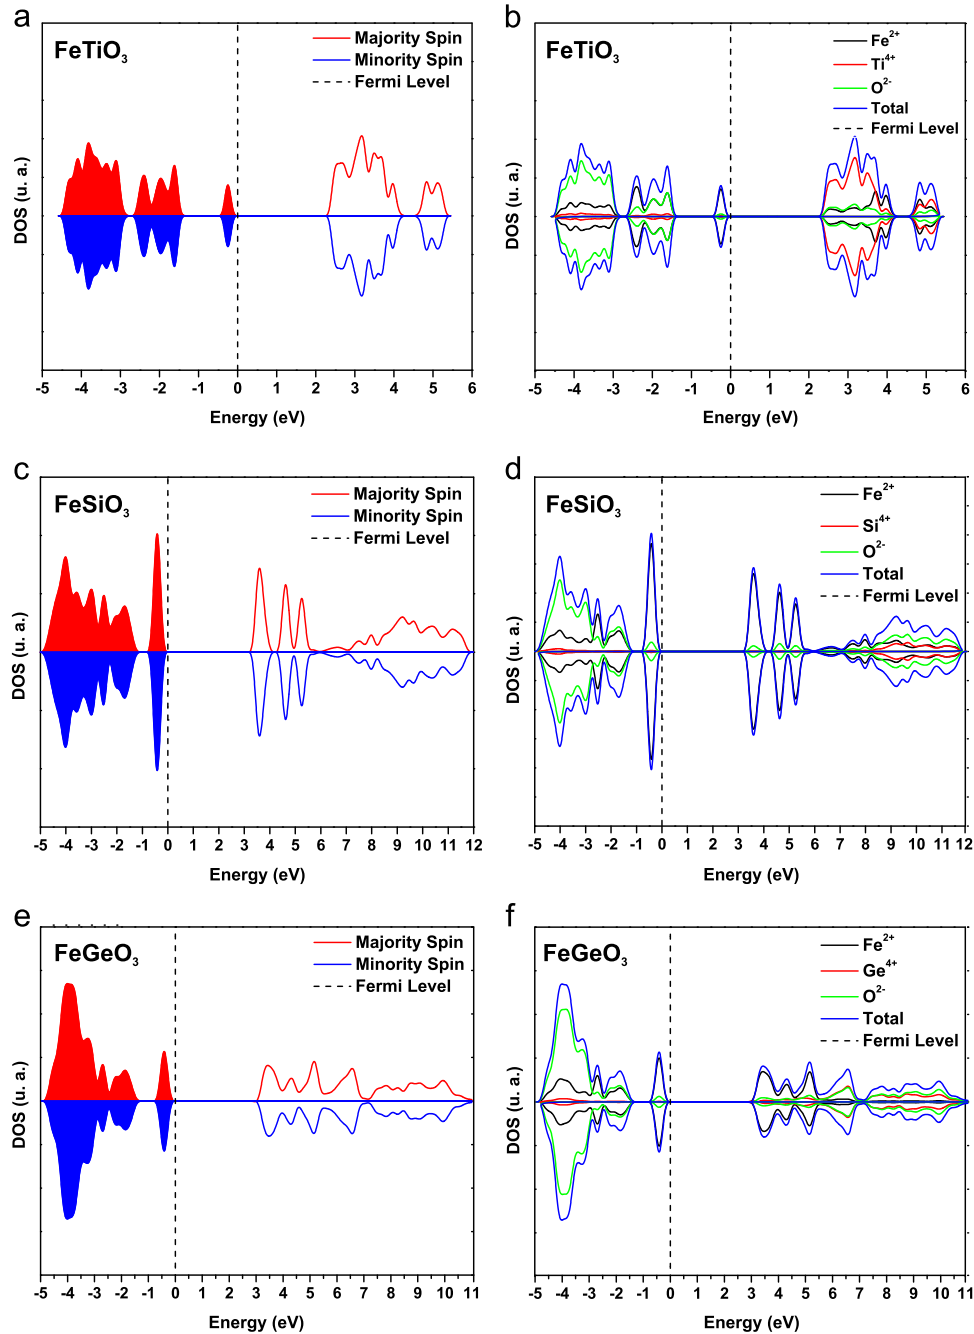 a
FeTiO3
Majority Spin
Minority Spin
Fermi Level
DOS (u. a.)
-5 -4 -3 -2 -1 0 1 2 3 4 5 6
Energy (eV)
b
FeTiO3
Fe2+
Ti4+
O2-
Total
Fermi Level
DOS (u. a.)
-5 -4 -3 -2 -1 0 1 2 3 4 5 6
Energy (eV)
c
FeSiO3
Majority Spin
Minority Spin
Fermi Level
DOS (u. a.)
-5 -4 -3 -2 -1 0 1 2 3 4 5 6 7 8 9 10 11 12
Energy (eV)
d
FeSiO3
Fe2+
Si4+
O2-
Total
Fermi Level
DOS (u. a.)
-5 -4 -3 -2 -1 0 1 2 3 4 5 6 7 8 9 10 11 12
Energy (eV)
e
FeGeO3
Majority Spin
Minority Spin
Fermi Level
DOS (u. a.)
-5 -4 -3 -2 -1 0 1 2 3 4 5 6 7 8 9 10 11
Energy (eV)
f
FeGeO3
Fe2+
Ge4+
O2-
Total
Fermi Level
DOS (u. a.)
-5 -4 -3 -2 -1 0 1 2 3 4 5 6 7 8 9 10 11
Energy (eV)